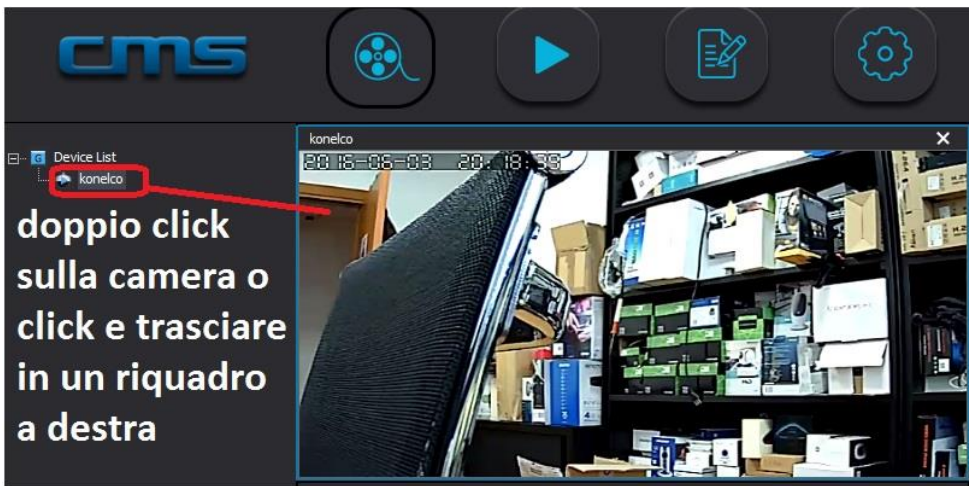 cms
konelco
2016-06-03 20:18:39
Device List
konelco
doppio click
sulla camera o
click e trasciare
in un riquadro
a destra